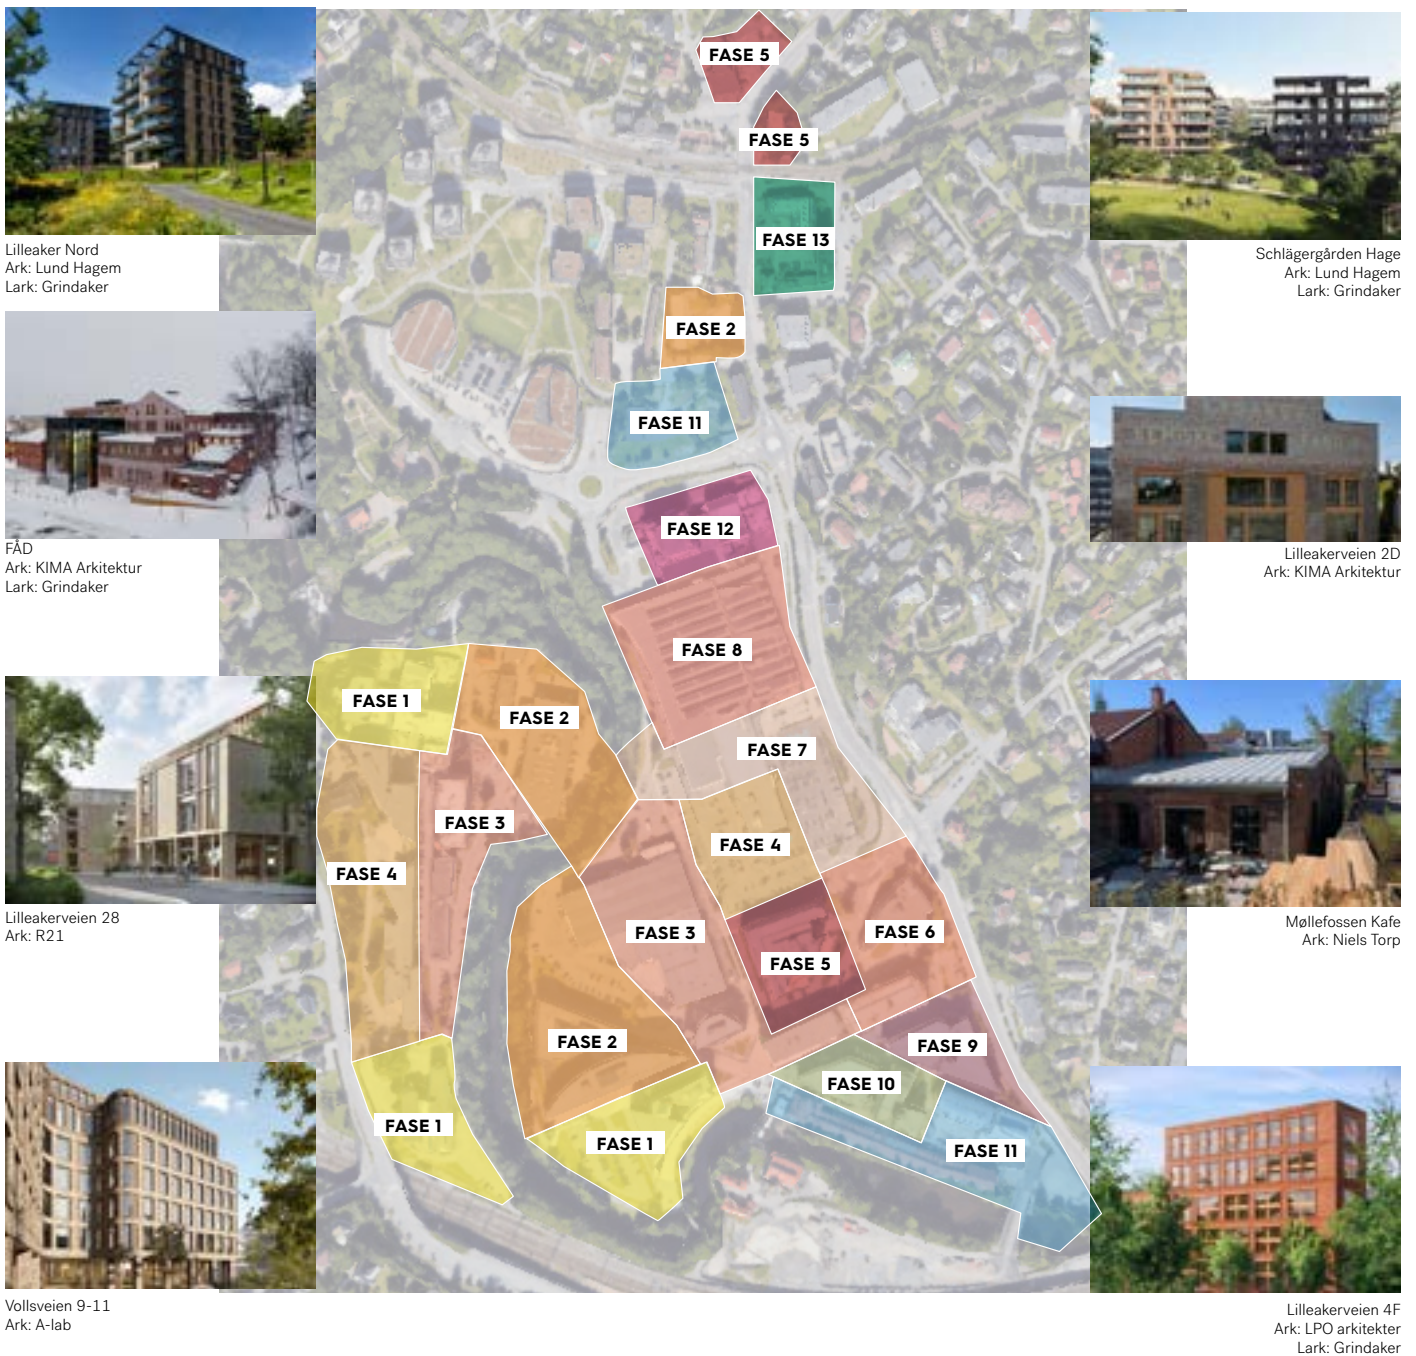 Lilleaker Nord
Ark: Lund Hagem
Lark: Grindaker
FÅD
Ark: KIMA Arkitektur
Lark: Grindaker
Lilleakerveien 28
Ark: R21
Vollsveien 9-11
Ark: A-lab
FASE 5
FASE 5
FASE 13
FASE 2
FASE 11
FASE 12
FASE 8
FASE 1
FASE 2
FASE 7
FASE 3
FASE 4
FASE 4
FASE 3
FASE 6
FASE 5
FASE 2
FASE 9
FASE 10
FASE 1
FASE 1
FASE 11
Schlägergården Hage
Ark: Lund Hagem
Lark: Grindaker
Lilleakerveien 2D
Ark: KIMA Arkitektur
Møllefossen Kafe
Ark: Niels Torp
Lilleakerveien 4F
Ark: LPO arkitekter
Lark: Grindaker